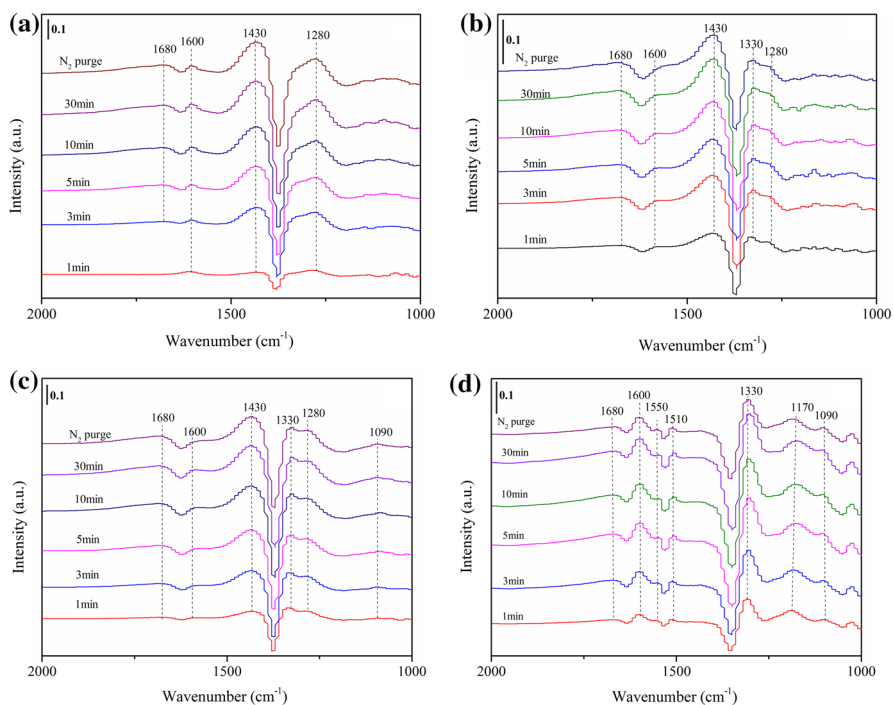 (a)
0.1
1680
1600
1430
1280
N2 purge
30min
10min
5min
3min
1min
Intensity (a.u.)
2000
1500
1000
Wavenumber (cm-1)
(b)
0.1
1680
1600
1430
1330
1280
N2 purge
30min
10min
5min
3min
1min
Intensity (a.u.)
2000
1500
1000
Wavenumber (cm-1)
(c)
0.1
1680
1600
1430
1330
1280
1090
N2 purge
30min
10min
5min
3min
1min
Intensity (a.u.)
2000
1500
1000
Wavenumber (cm-1)
(d)
0.1
1680
1600
1550
1510
1330
1170
1090
N2 purge
30min
10min
5min
3min
1min
Intensity (a.u.)
2000
1500
1000
Wavenumber (cm-1)